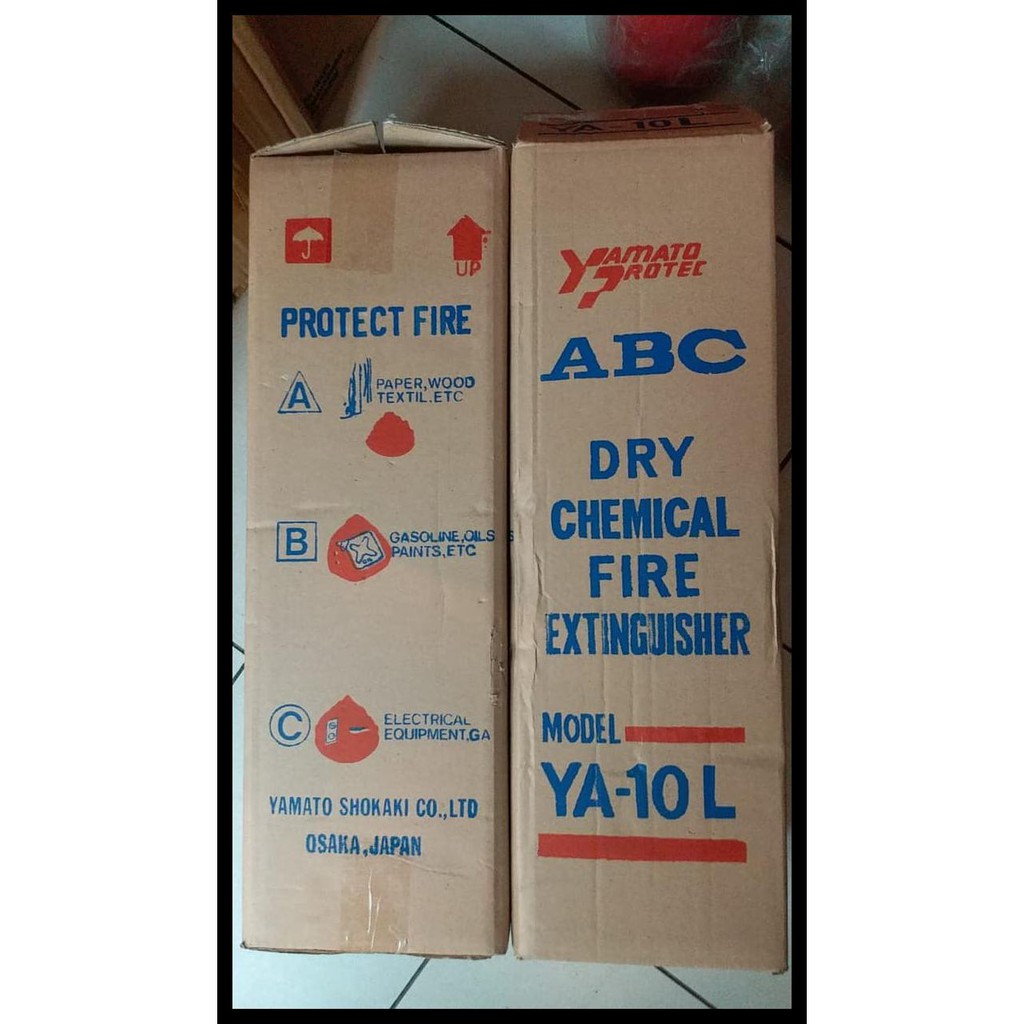 UP
PROTECT FIRE
A
PAPER,WOOD
TEXTIL.ETC
B
GASOLINE,OILS
PAINTS,ETC
C
ELECTRICAL
EQUIPMENT,GA
YAMATO SHOKAKI CO.,LTD
OSAKA,JAPAN
YA-10L
YAMATO
PROTEC
ABC
DRY
CHEMICAL
FIRE
EXTINGUISHER
MODEL
YA-10L